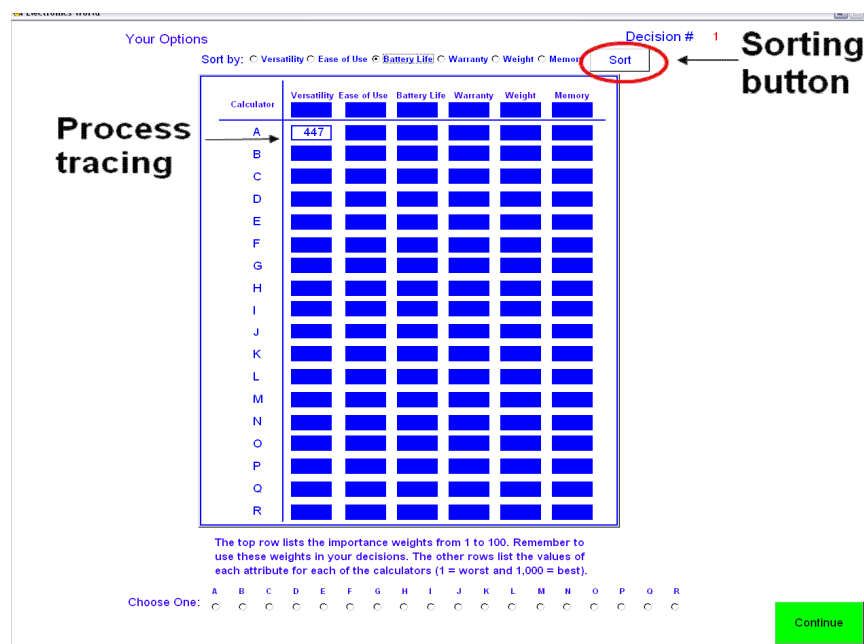 Electronics World
Your Options
Decision # 1
Sort by: Versatility Ease of Use Battery Life Warranty Weight Memory Sort
Sorting
button
Calculator Versatility Ease of Use Battery Life Warranty Weight Memory
Process
tracing
A 447
B
C
D
E
F
G
H
I
J
K
L
M
N
O
P
Q
R
The top row lists the importance weights from 1 to 100. Remember to
use these weights in your decisions. The other rows list the values of
each attribute for each of the calculators (1 = worst and 1,000 = best).
A B C D E F G H I J K L M N O P Q R
Choose One:
Continue